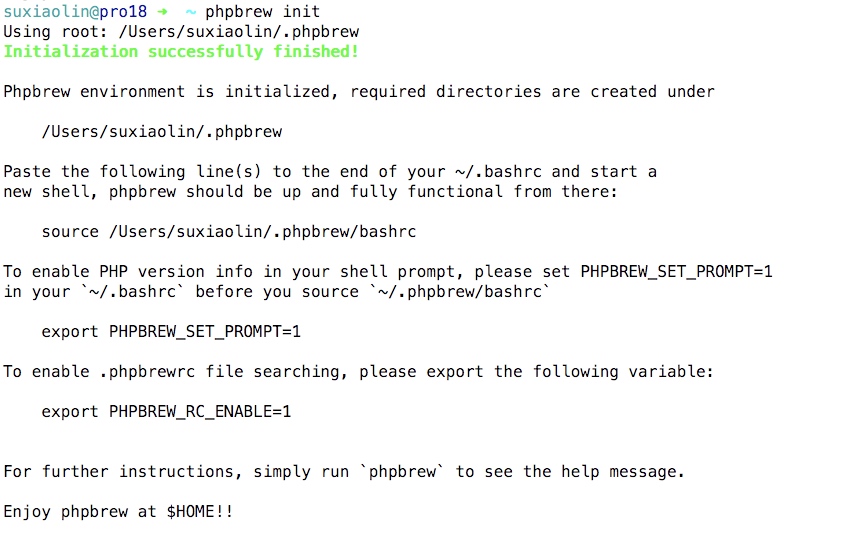 suxiaolin@pro18 ➜ ~ phpbrew init
Using root: /Users/suxiaolin/.phpbrew
Initialization successfully finished!
Phpbrew environment is initialized, required directories are created under
/Users/suxiaolin/.phpbrew
Paste the following line(s) to the end of your ~/.bashrc and start a
new shell, phpbrew should be up and fully functional from there:
source /Users/suxiaolin/.phpbrew/bashrc
To enable PHP version info in your shell prompt, please set PHPBREW_SET_PROMPT=1
in your `~/.bashrc` before you source `~/.phpbrew/bashrc`
export PHPBREW_SET_PROMPT=1
To enable .phpbrewrc file searching, please export the following variable:
export PHPBREW_RC_ENABLE=1
For further instructions, simply run `phpbrew` to see the help message.
Enjoy phpbrew at $HOME!!